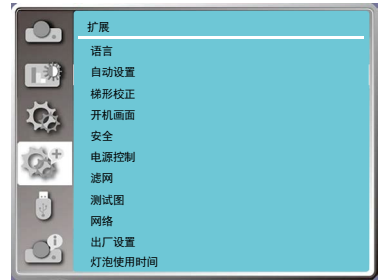 扩展
语言
自动设置
梯形校正
开机画面
安全
电源控制
滤网
测试图
网络
出厂设置
灯泡使用时间